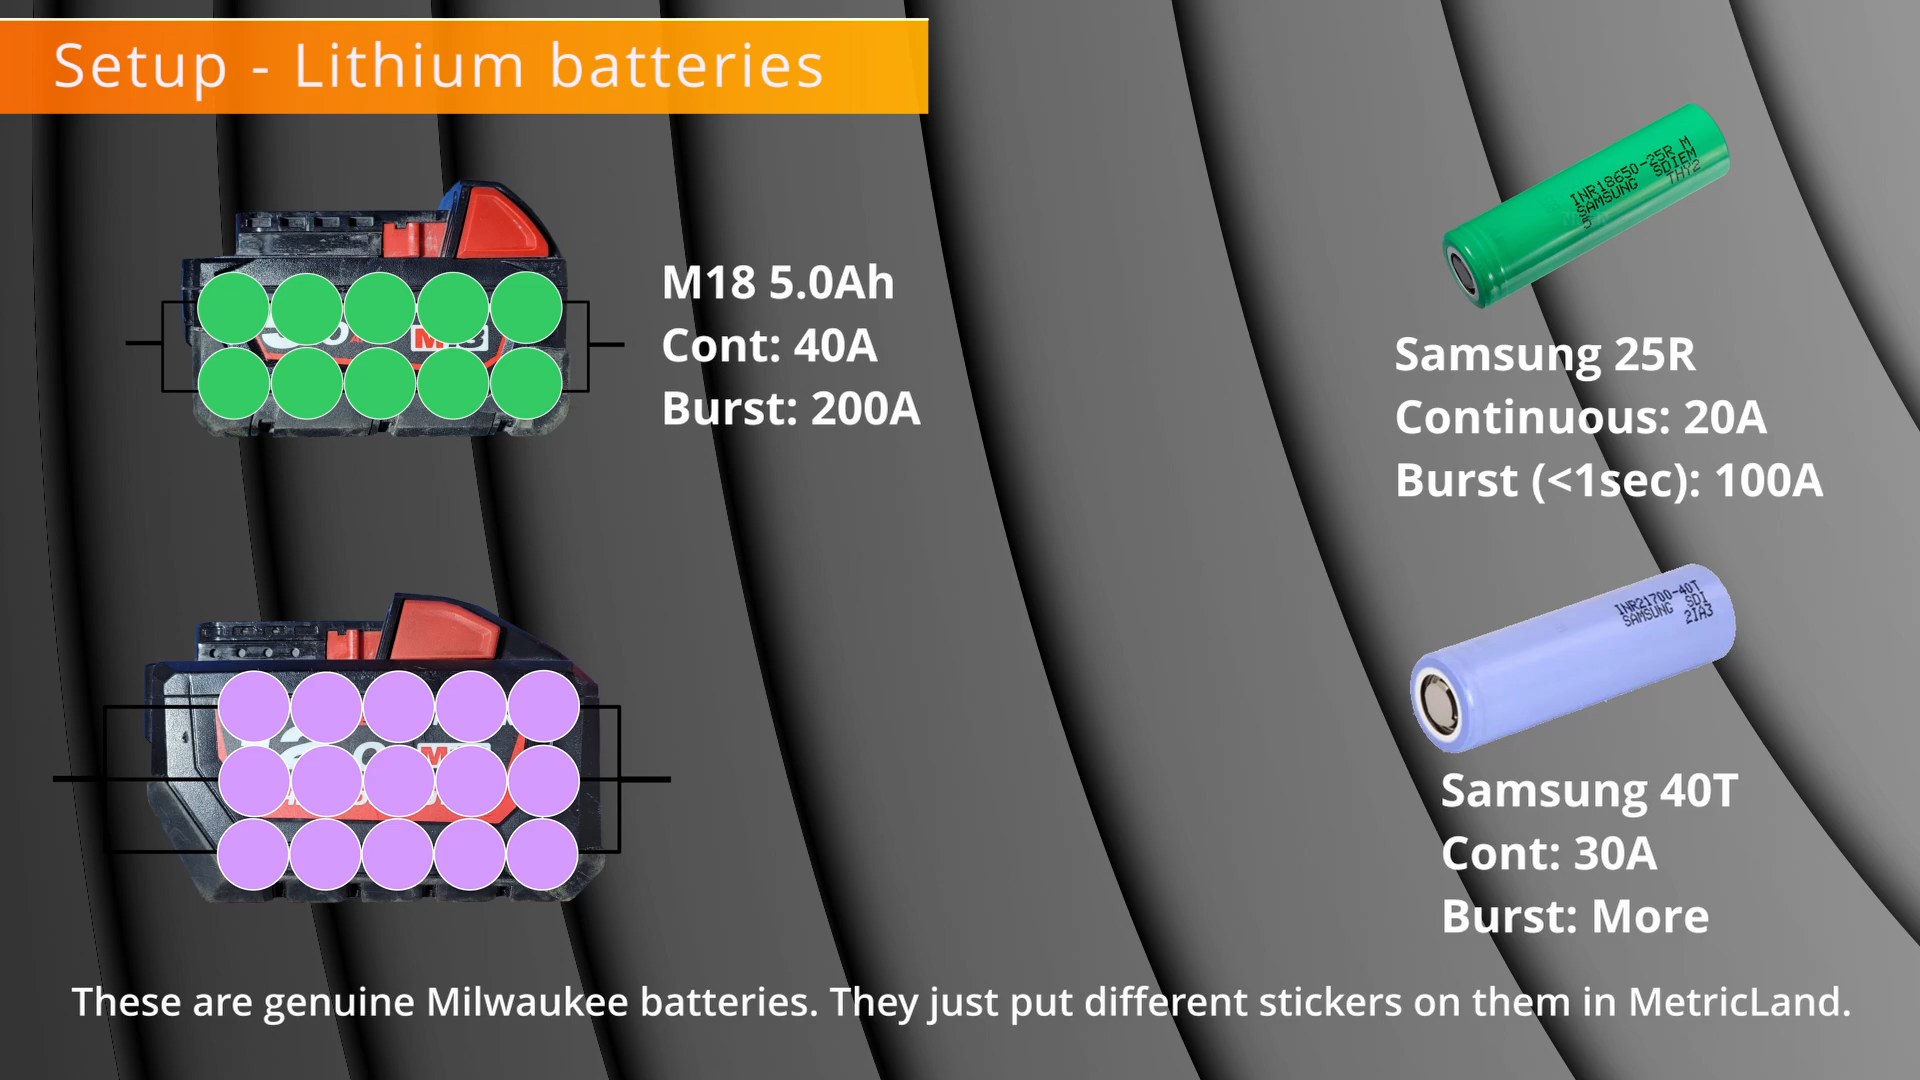 Setup - Lithium batteries
INR18650-25R M
SAMSUNG SDIEM
THY2
M18 5.0Ah
Cont: 40A
Burst: 200A
Samsung 25R
Continuous: 20A
Burst (<1sec): 100A
INR21700-40T
SAMSUNG SDI
2IA3
Samsung 40T
Cont: 30A
Burst: More
These are genuine Milwaukee batteries. They just put different stickers on them in MetricLand.